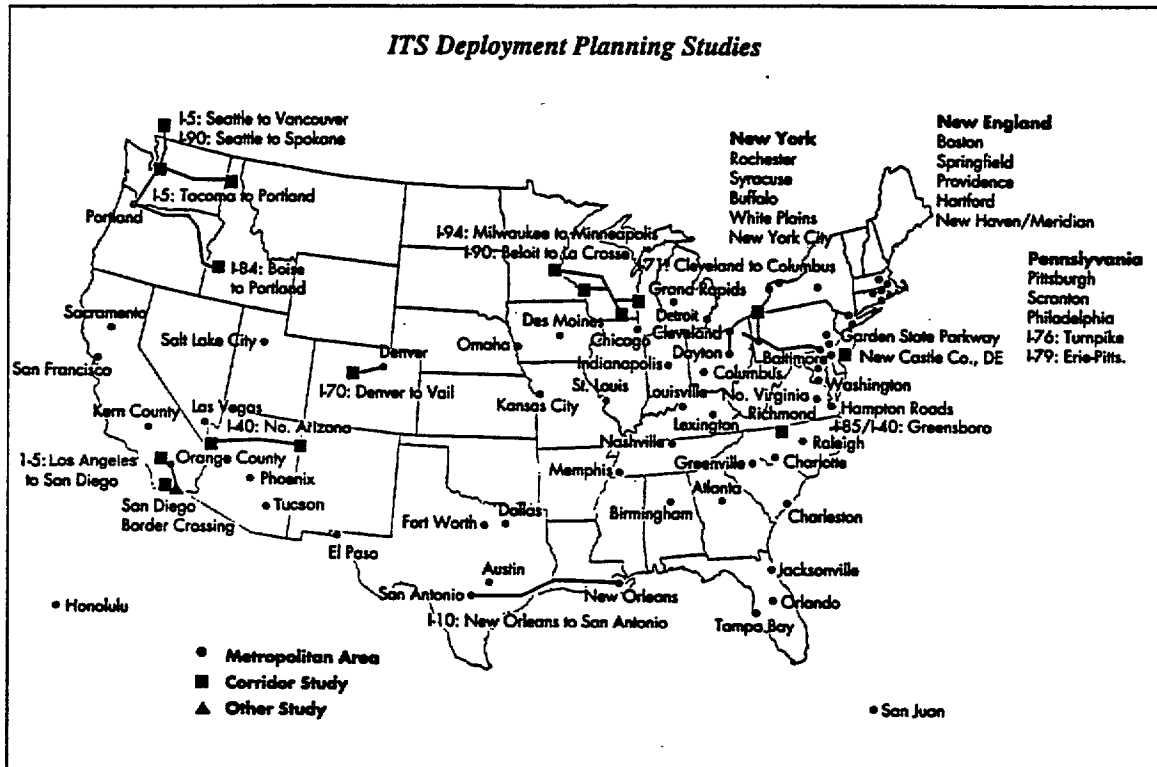 ITS Deployment Planning Studies
I-5: Seattle to Vancouver
I-90: Seattle to Spokane
I-5: Tacoma to Portland
Portland
I-84: Boise
to Portland
Sacramento
San Francisco
Salt Lake City
Denver
I-70: Denver to Vail
Kern County
Las Vegas
I-40: No. Arizona
I-5: Los Angeles
to San Diego
Orange County
Phoenix
San Diego
Border Crossing
Tucson
El Paso
Honolulu
I-94: Milwaukee to Minneapolis
I-90: Beloit to La Crosse
I-71: Cleveland to Columbus
Grand Rapids
Des Moines
Detroit
Omaha
Chicago
Cleveland
Indianapolis
Dayton
Columbus
St. Louis
Kansas City
Louisville
Lexington
Nashville
Memphis
Fort Worth
Dallas
Austin
San Antonio
New Orleans
I-10: New Orleans to San Antonio
Birmingham
Atlanta
Greenville
Charlotte
Raleigh
Charleston
Jacksonville
Orlando
Tampa Bay
San Juan
New York
Rochester
Syracuse
Buffalo
White Plains
New York City
New England
Boston
Springfield
Providence
Hartford
New Haven/Meridian
Pennslyvania
Pittsburgh
Scranton
Philadelphia
I-76: Turnpike
I-79: Erie-Pitts.
Garden State Parkway
Baltimore
New Castle Co., DE
Washington
No. Virginia
Richmond
Hampton Roads
I-85/I-40: Greensboro
Metropolitan Area
Corridor Study
Other Study